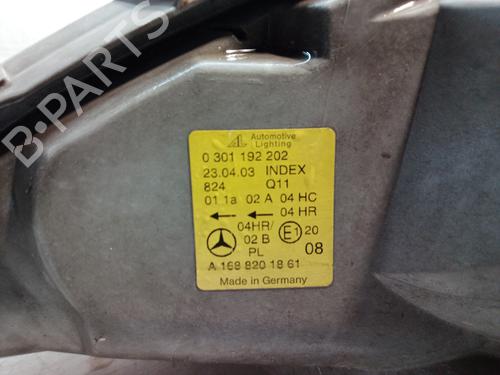 B-PARTS
Automotive
Lighting
0 301 192 202
23.04.03 INDEX
824 Q11
01 1a 02 A 04 HC
04 HR
04HR/
02 B
PL
E1 20
08
A 168 820 18 61
Made in Germany